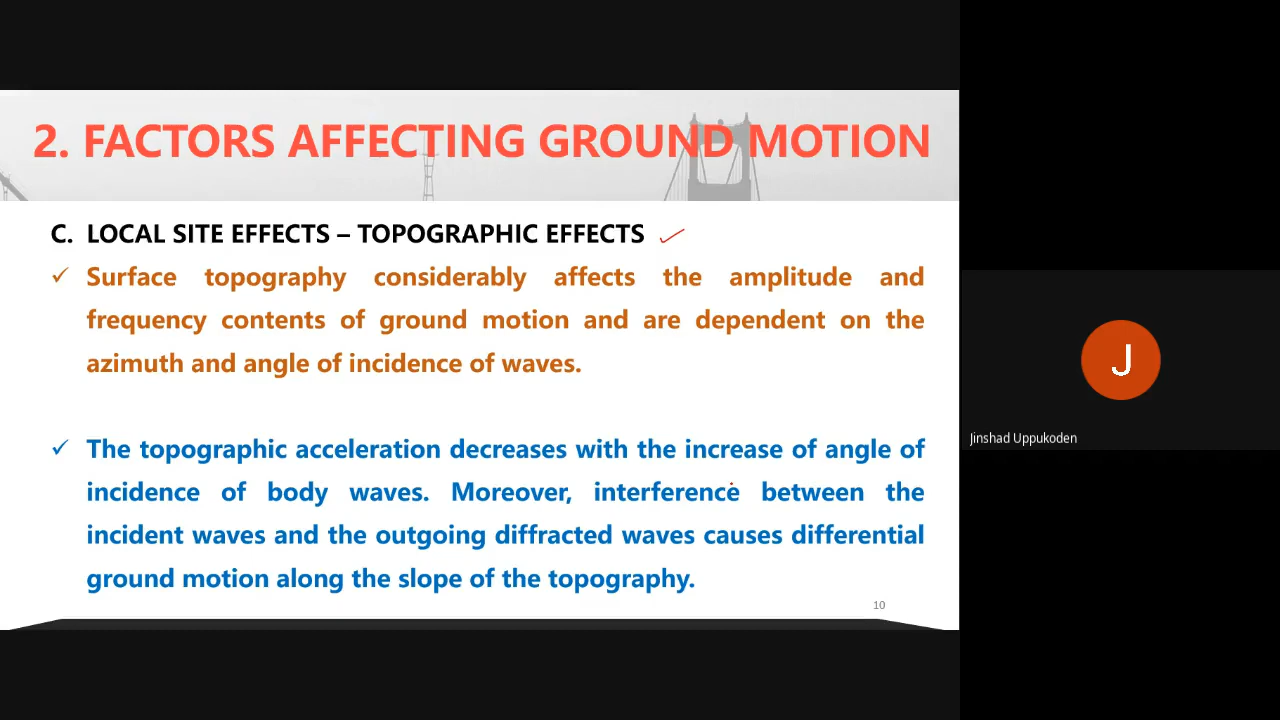 2. FACTORS AFFECTING GROUND MOTION
C. LOCAL SITE EFFECTS – TOPOGRAPHIC EFFECTS
✓ Surface topography considerably affects the amplitude and
frequency contents of ground motion and are dependent on the
azimuth and angle of incidence of waves.
✓ The topographic acceleration decreases with the increase of angle of
incidence of body waves. Moreover, interference between the
incident waves and the outgoing diffracted waves causes differential
ground motion along the slope of the topography.
10
J
Jinshad Uppukoden